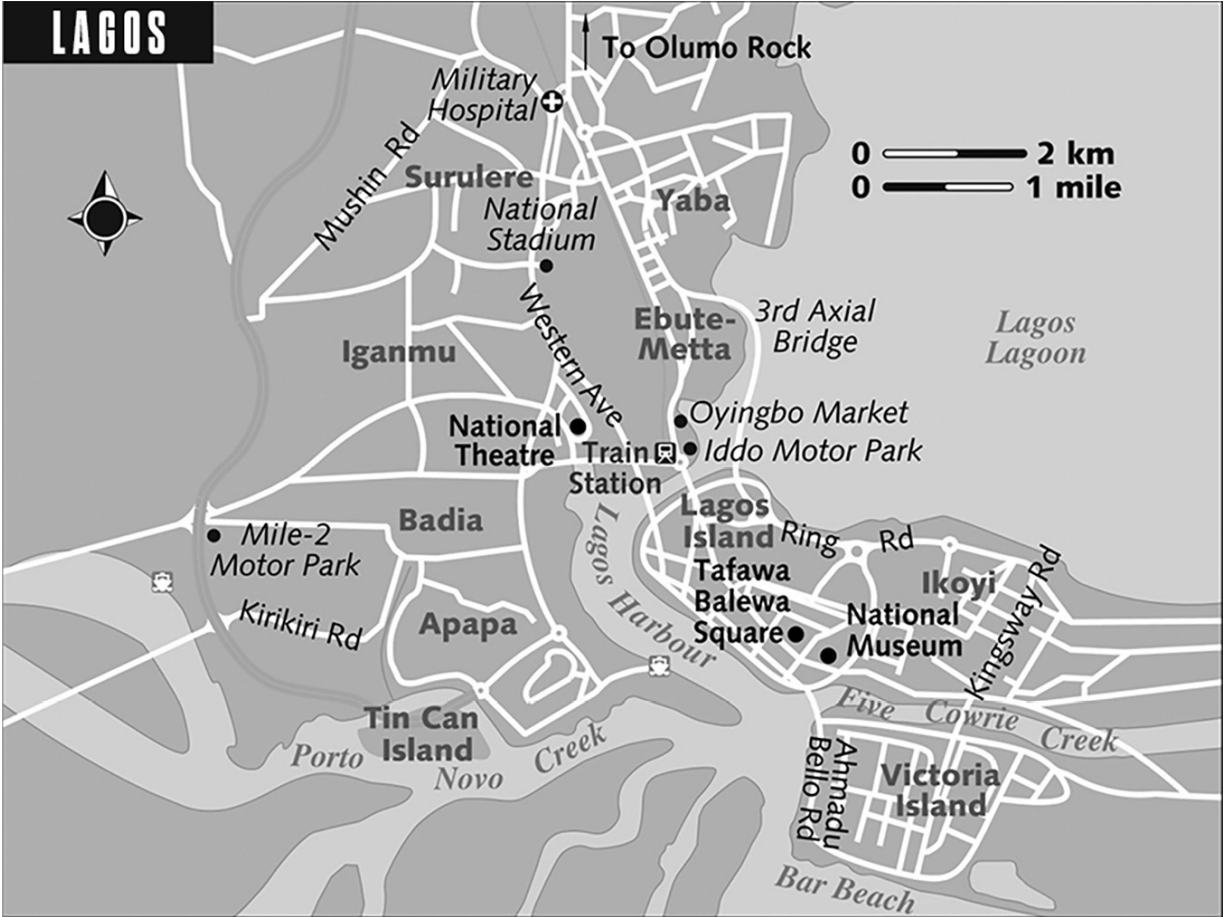 LAGOS
To Olumo Rock
Military
Hospital
Mushin Rd
0 2 km
0 1 mile
Surulere
Yaba
National
Stadium
Western Ave
Ebute-
Metta
3rd Axial
Bridge
Lagos
Lagoon
Iganmu
Oyingbo Market
National
Theatre
Train
Station
Iddo Motor Park
Lagos
Island
Ring Rd
Badia
Mile-2
Motor Park
Lagos Harbour
Tafawa
Balewa
Square
Ikoyi
Kingsway Rd
National
Museum
Kirikiri Rd
Apapa
Tin Can
Island
Porto Novo Creek
Five Cowrie Creek
Ahmadu
Bello Rd
Victoria
Island
Bar Beach